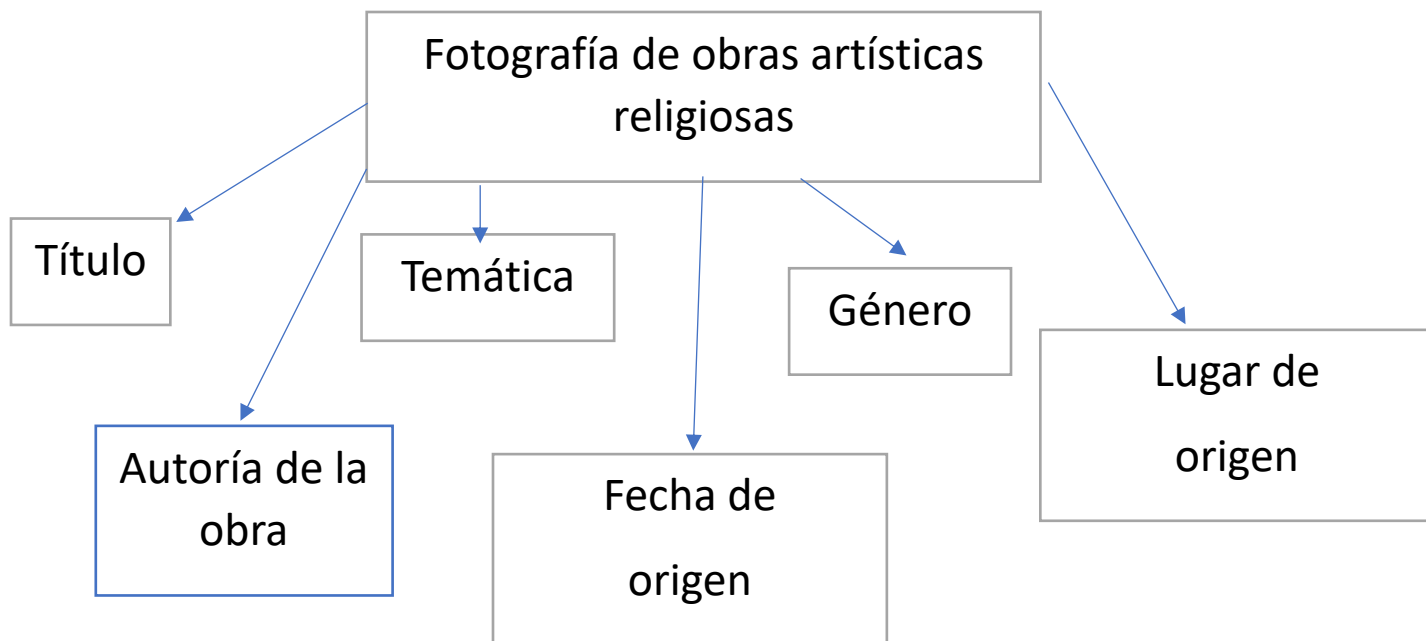 Fotografía de obras artísticas
religiosas
Título
Temática
Género
Lugar de
origen
Autoría de la
obra
Fecha de
origen